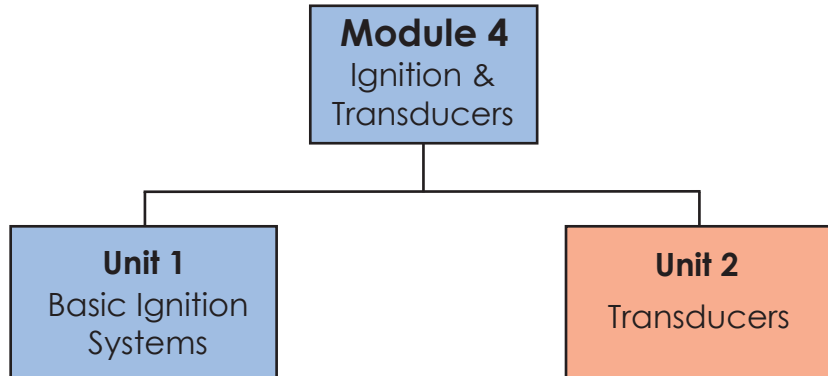 Module 4
Ignition &
Transducers
Unit 1
Basic Ignition
Systems
Unit 2
Transducers